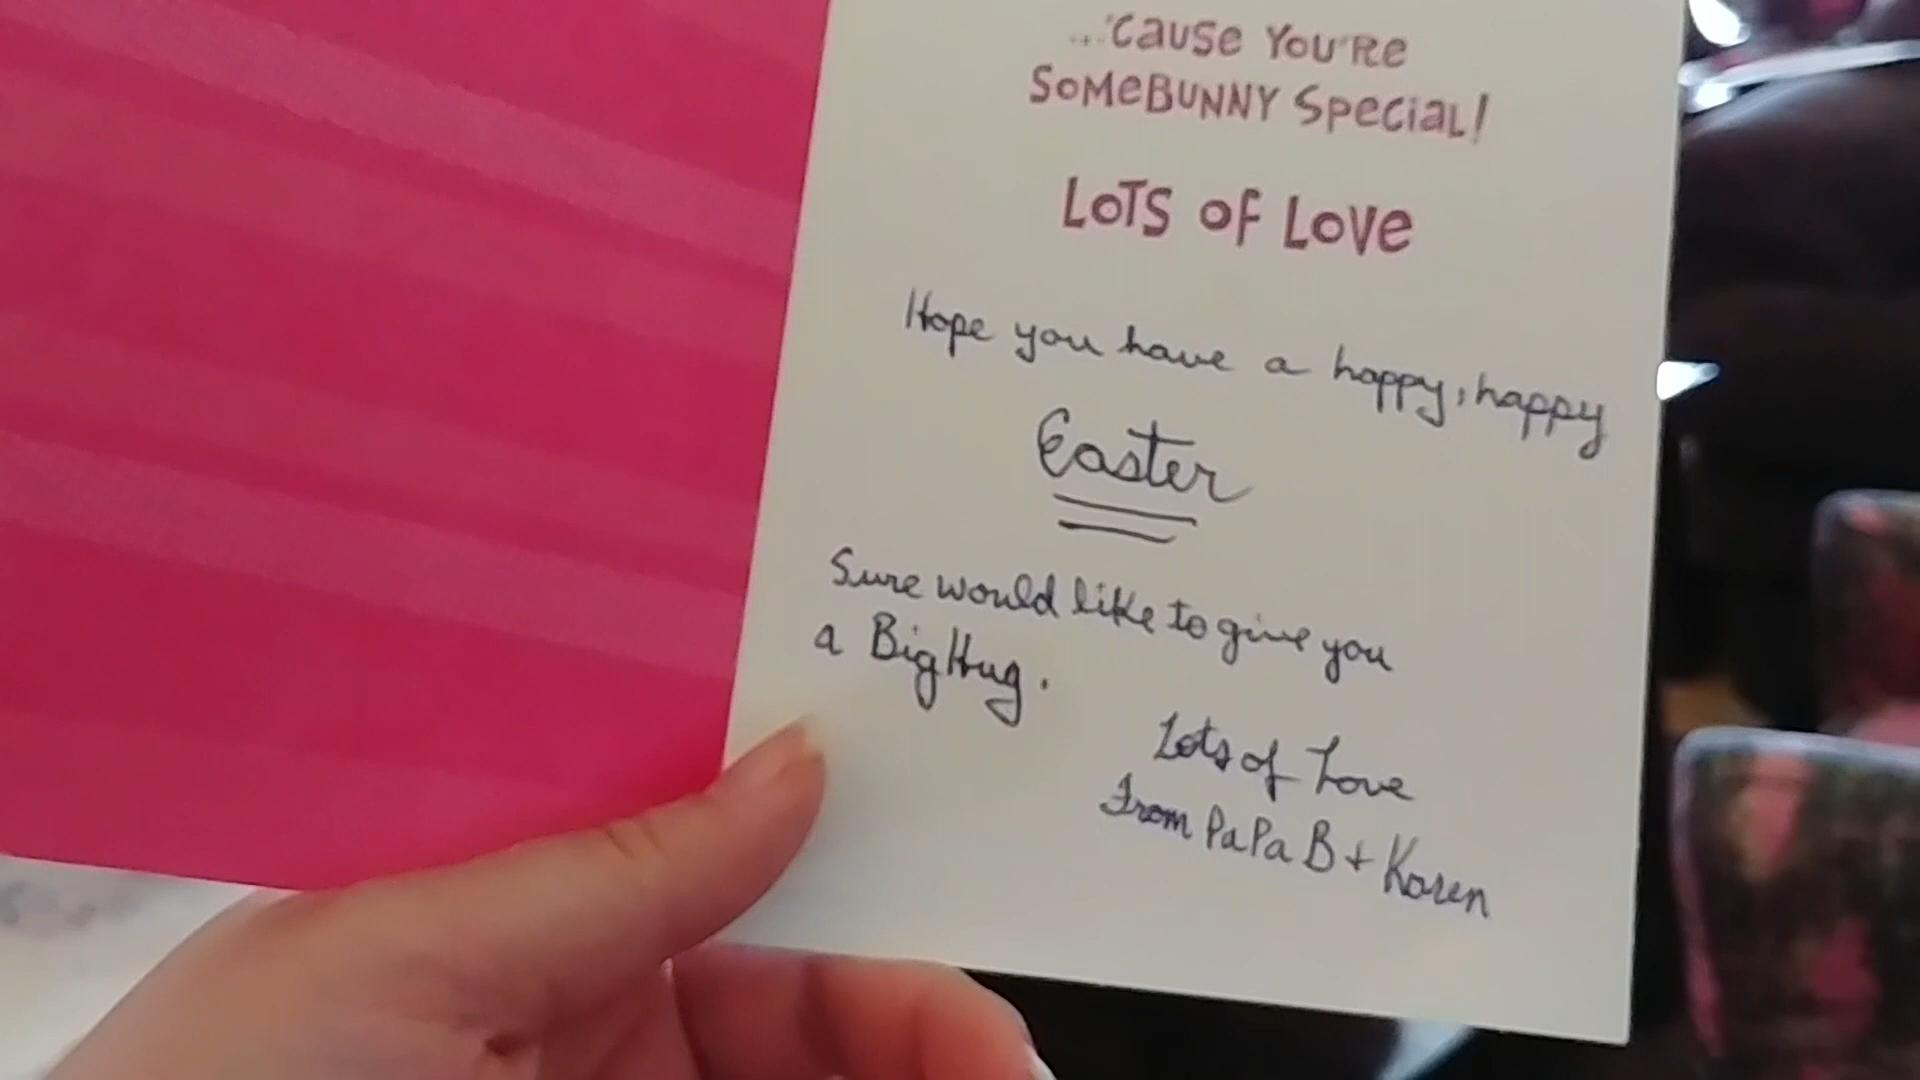 ...'Cause You're
SomeBunny Special!
Lots of Love
Hope you have a happy, happy
Easter
Sure would like to give you
a Big Hug.
Lots of Love
From PaPa B + Karen